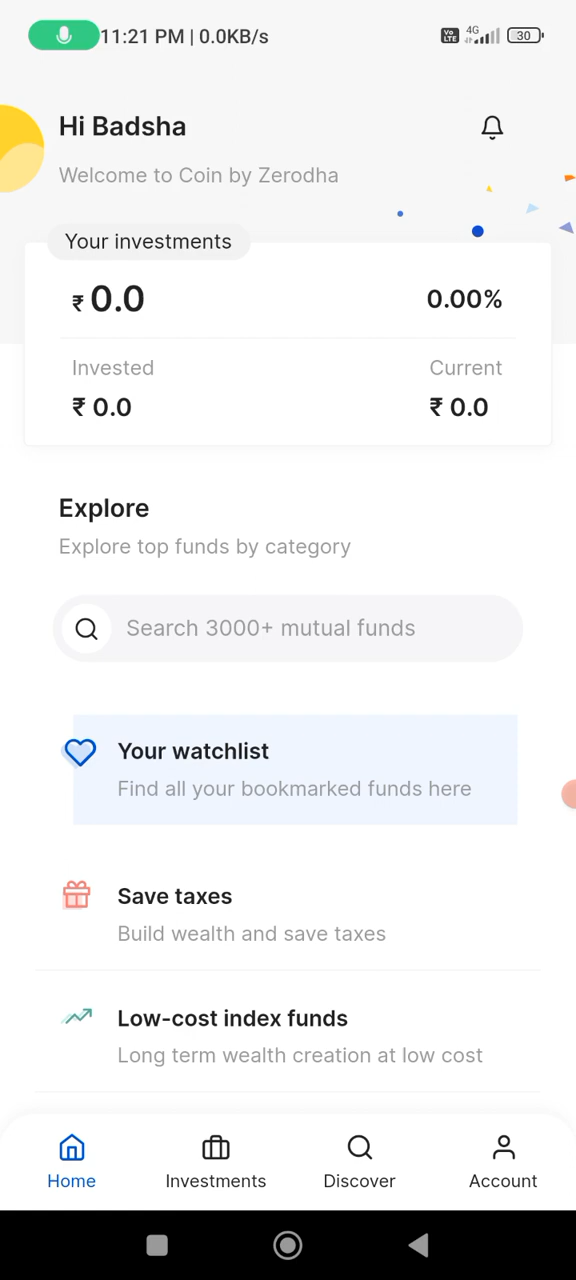 11:21 PM | 0.0KB/s Vo LTE 4G 30
Hi Badsha
Welcome to Coin by Zerodha
Your investments
₹ 0.0 0.00%
Invested Current
₹ 0.0 ₹ 0.0
Explore
Explore top funds by category
Search 3000+ mutual funds
Your watchlist
Find all your bookmarked funds here
Save taxes
Build wealth and save taxes
Low-cost index funds
Long term wealth creation at low cost
Home Investments Discover Account